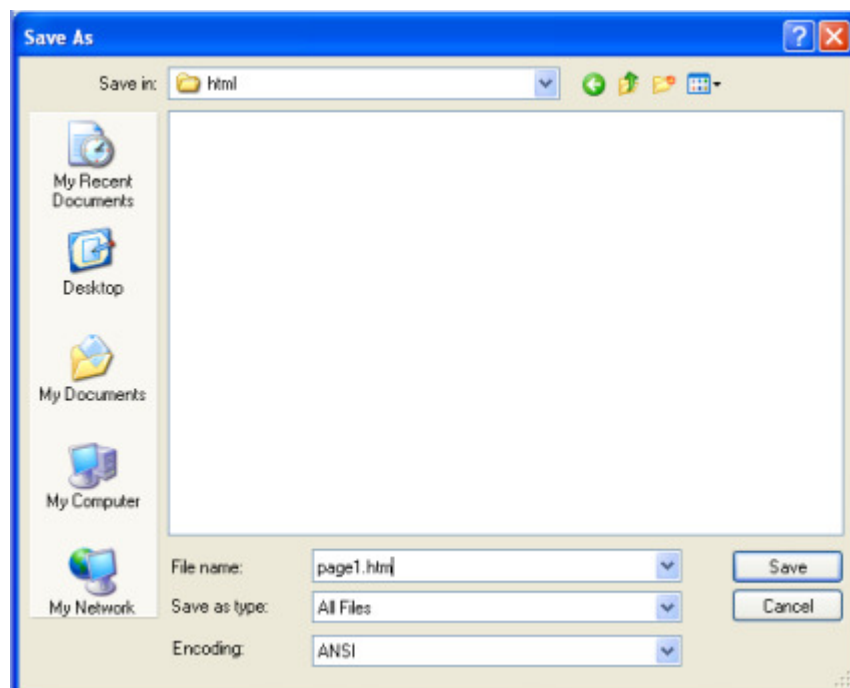 Save As
Save in: html
My Recent
Documents
Desktop
My Documents
My Computer
My Network
File name: page1.htm Save
Save as type: All Files Cancel
Encoding: ANSI